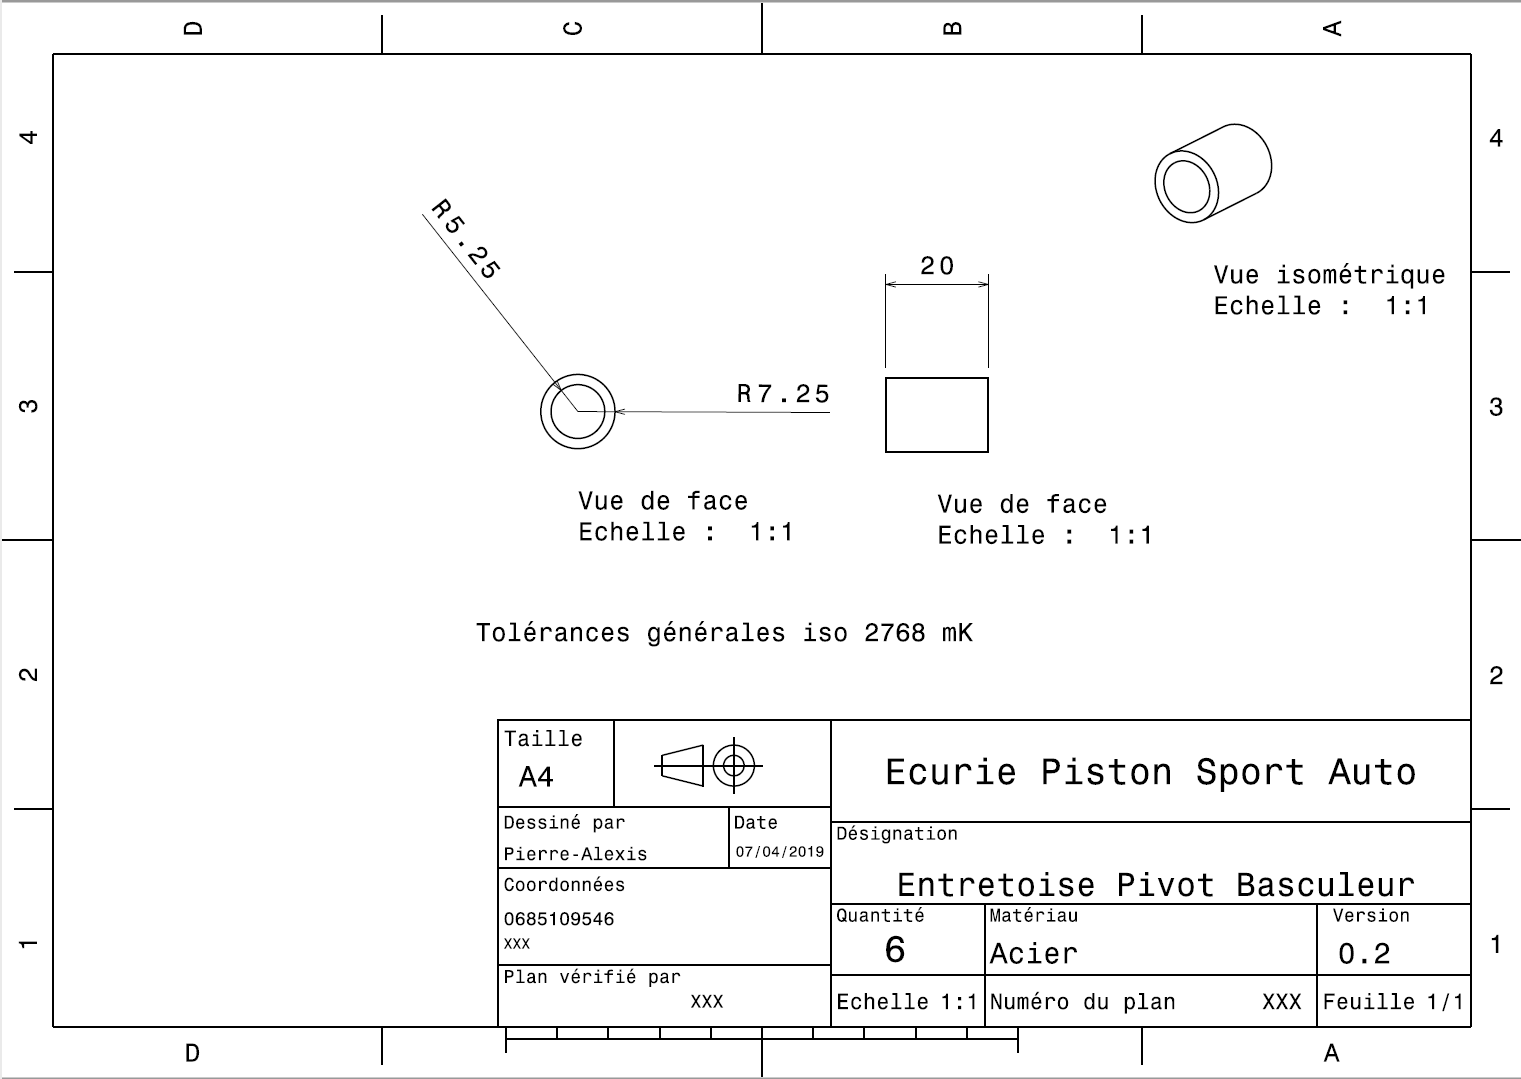 D C B A
4 4
R5.25
20
Vue isométrique
Echelle : 1:1
R7.25
3 3
Vue de face
Echelle : 1:1
Vue de face
Echelle : 1:1
Tolérances générales iso 2768 mK
2 2
Taille
A4
Ecurie Piston Sport Auto
Dessiné par
Pierre-Alexis
Date
07/04/2019
Désignation
Entretoise Pivot Basculeur
Coordonnées
0685109546
XXX
Quantité
6
Matériau
Acier
Version
0.2
1 1
Plan vérifié par
XXX
Echelle 1:1
Numéro du plan XXX
Feuille 1/1
D A